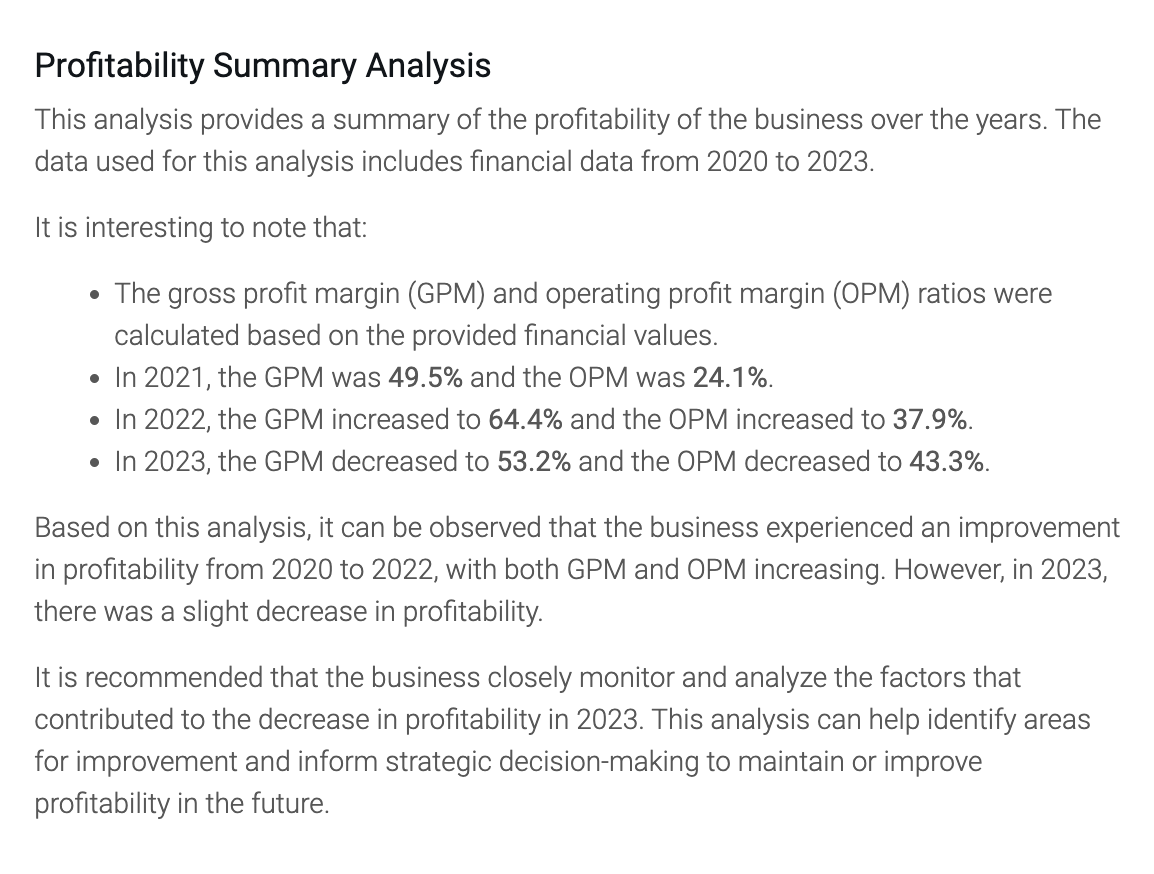 Profitability Summary Analysis
This analysis provides a summary of the profitability of the business over the years. The
data used for this analysis includes financial data from 2020 to 2023.
It is interesting to note that:
• The gross profit margin (GPM) and operating profit margin (OPM) ratios were
calculated based on the provided financial values.
• In 2021, the GPM was 49.5% and the OPM was 24.1%.
• In 2022, the GPM increased to 64.4% and the OPM increased to 37.9%.
• In 2023, the GPM decreased to 53.2% and the OPM decreased to 43.3%.
Based on this analysis, it can be observed that the business experienced an improvement
in profitability from 2020 to 2022, with both GPM and OPM increasing. However, in 2023,
there was a slight decrease in profitability.
It is recommended that the business closely monitor and analyze the factors that
contributed to the decrease in profitability in 2023. This analysis can help identify areas
for improvement and inform strategic decision-making to maintain or improve
profitability in the future.